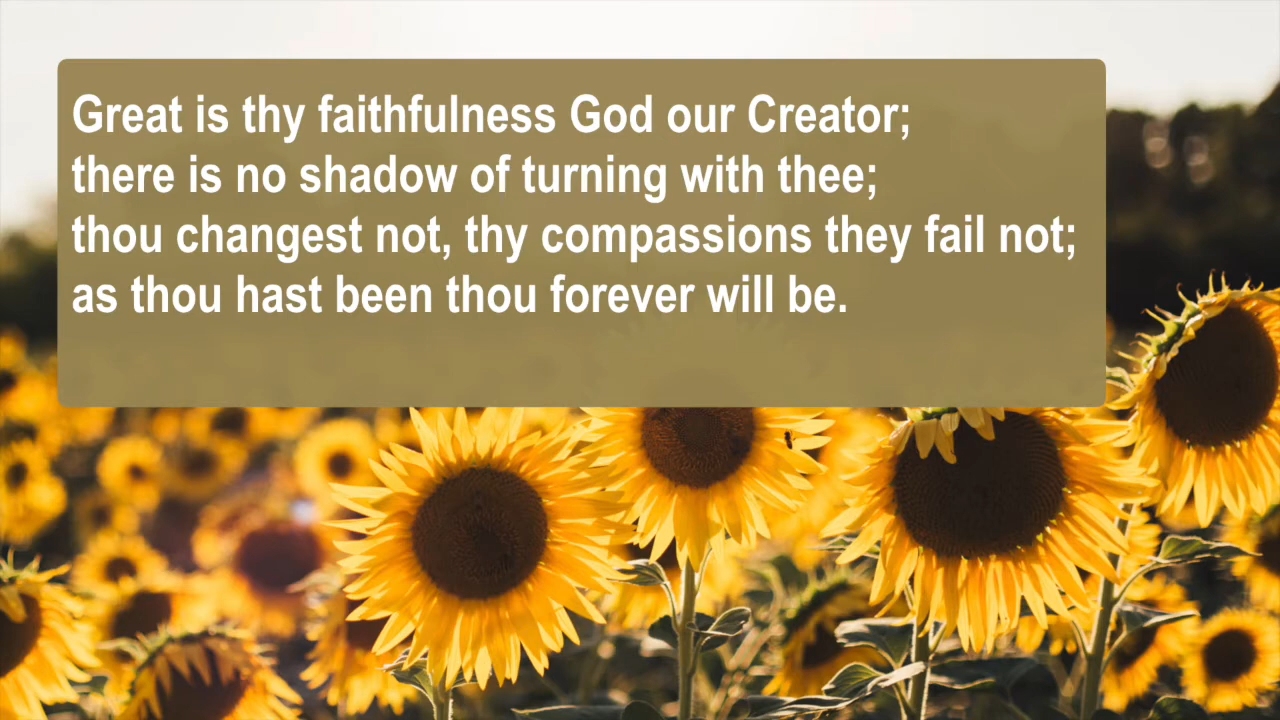 Great is thy faithfulness God our Creator;
there is no shadow of turning with thee;
thou changest not, thy compassions they fail not;
as thou hast been thou forever will be.